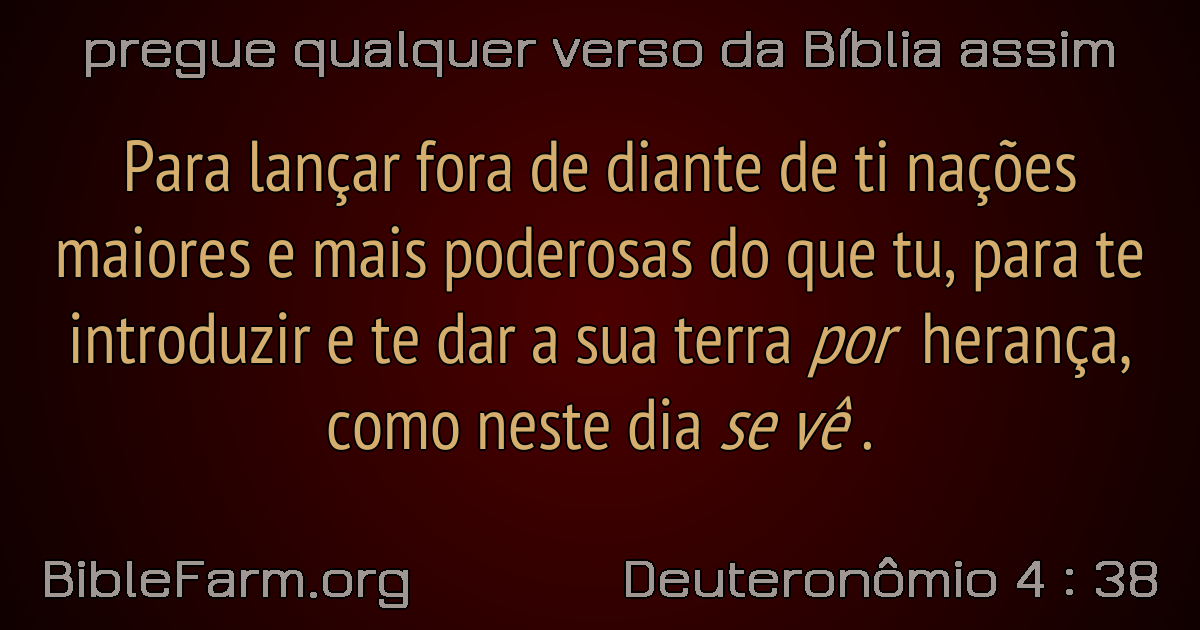 pregue qualquer verso da Bíblia assim
Para lançar fora de diante de ti nações
maiores e mais poderosas do que tu, para te
introduzir e te dar a sua terra por herança,
como neste dia se vê .
BibleFarm.org
Deuteronômio 4 : 38